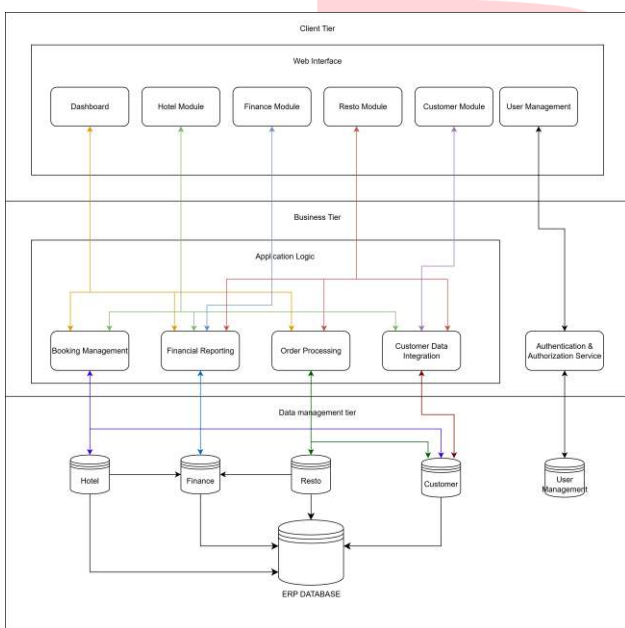 Client Tier
Web Interface
Dashboard
Hotel Module
Finance Module
Resto Module
Customer Module
User Management
Business Tier
Application Logic
Booking Management
Financial Reporting
Order Processing
Customer Data
Integration
Authentication &
Authorization Service
Data management tier
Hotel
Finance
Resto
Customer
User
Management
ERP DATABASE